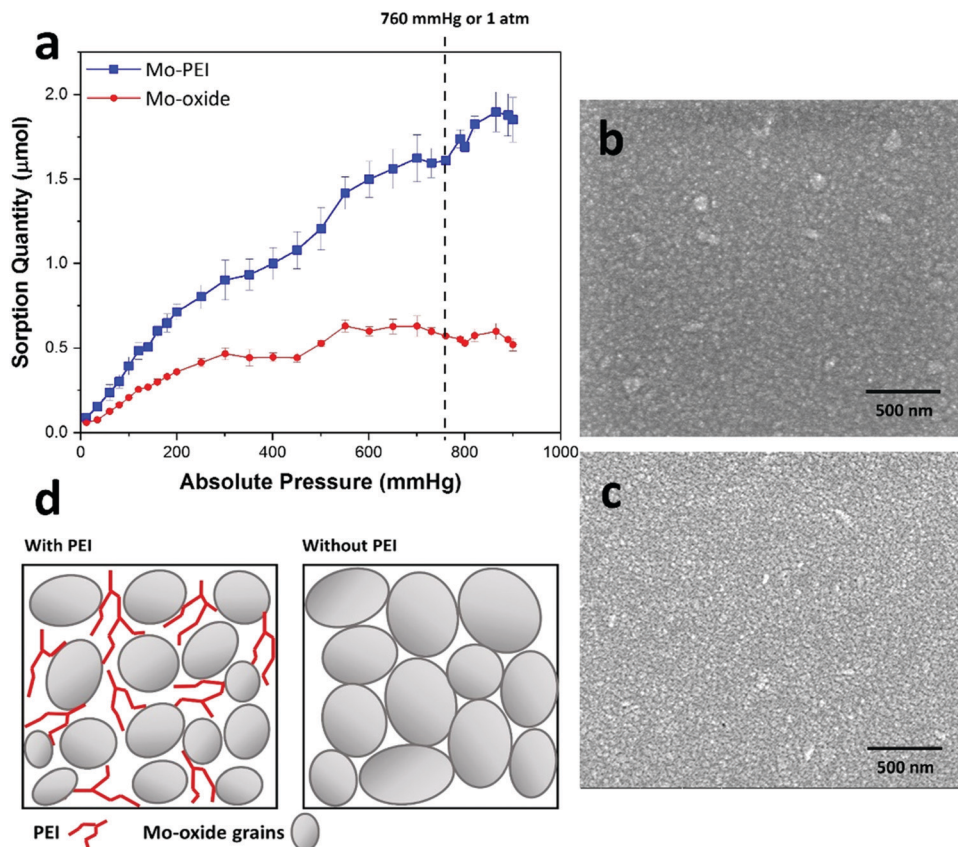 760 mmHg or 1 atm
a
Mo-PEI
Mo-oxide
2.0
1.5
1.0
0.5
0.0
Sorption Quantity (μmol)
0
200
400
600
800
1000
Absolute Pressure (mmHg)
b
500 nm
c
500 nm
d
With PEI
Without PEI
PEI
Mo-oxide grains